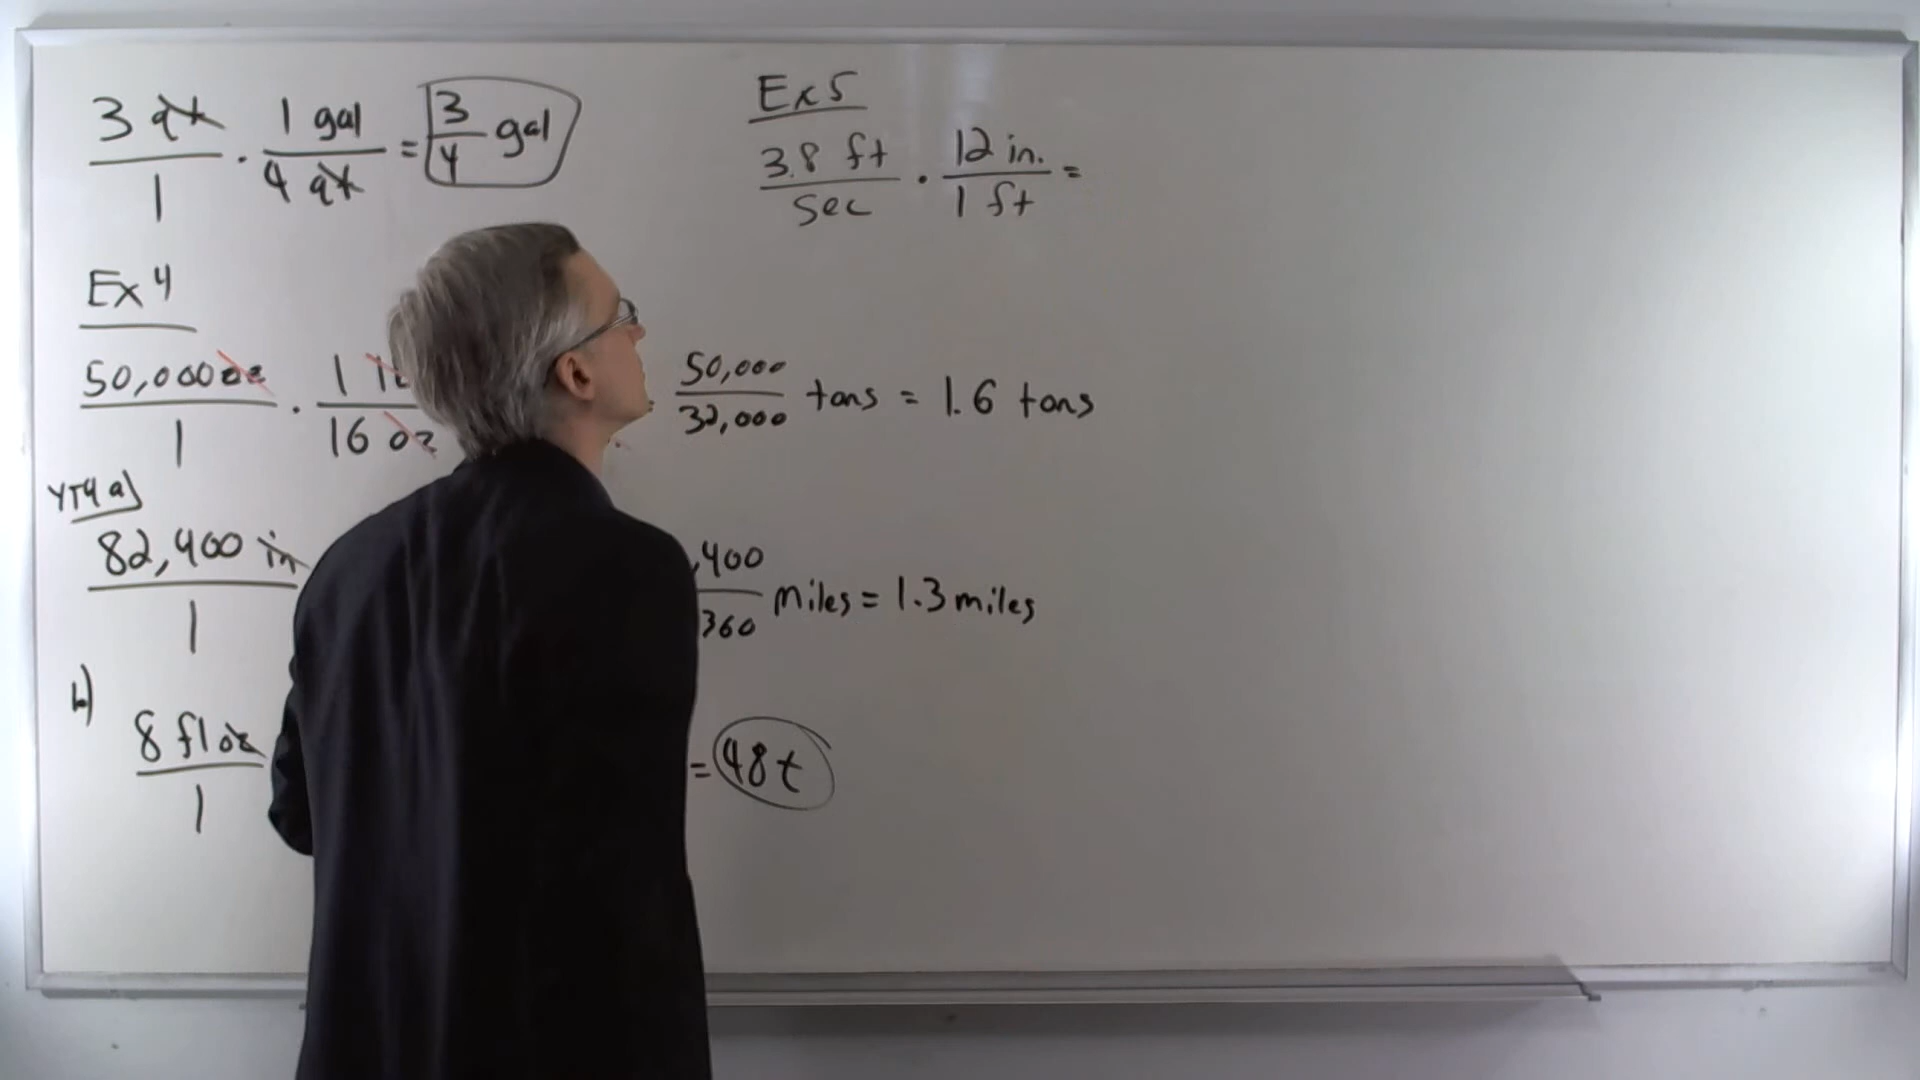 3 qt / 1 · 1 gal / 4 qt = 3/4 gal
Ex 4
50,000 oz / 1 · 1 / 16 oz 50,000 / 32,000 tons = 1.6 tons
YT4 a)
82,400 in / 1 ,400 / 360 miles = 1.3 miles
b)
8 fl oz / 1 = 48 t
Ex 5
3.8 ft / sec · 12 in. / 1 ft =